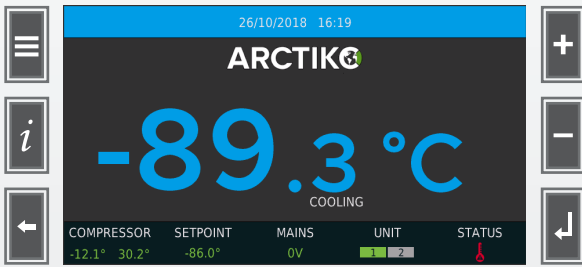 26/10/2018 16:19
ARCTIKO
-89.3 °C
COOLING
COMPRESSOR SETPOINT MAINS UNIT STATUS
-12.1° 30.2° -86.0° 0V 1 2
i
+
−